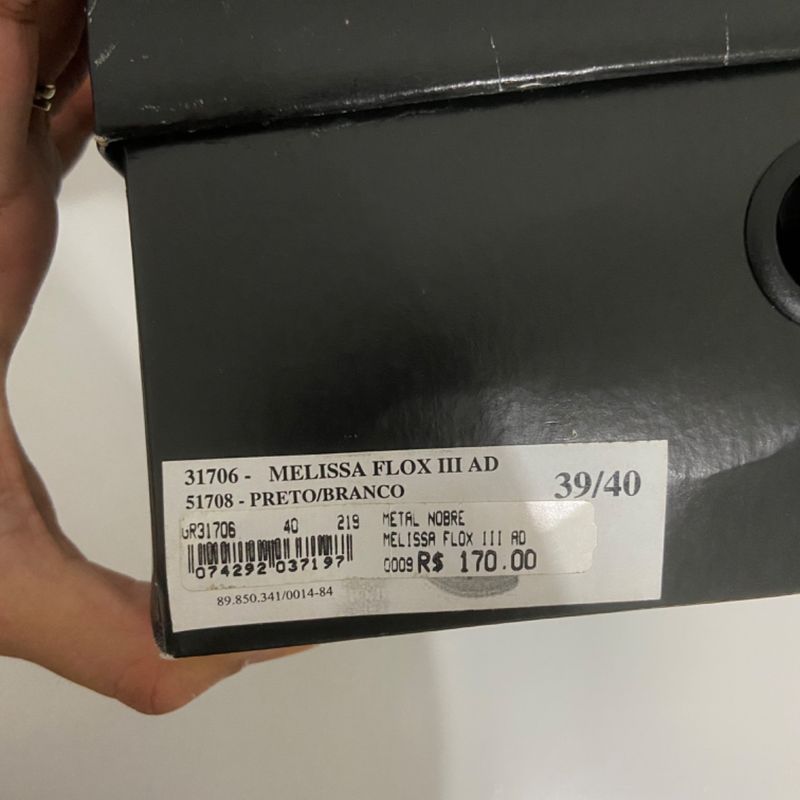 31706 - MELISSA FLOX III AD
51708 - PRETO/BRANCO
39/40
GR31706 40 219
074292 037197
METAL NOBRE
MELISSA FLOX III AD
0009 R$ 170.00
89.850.341/0014-84